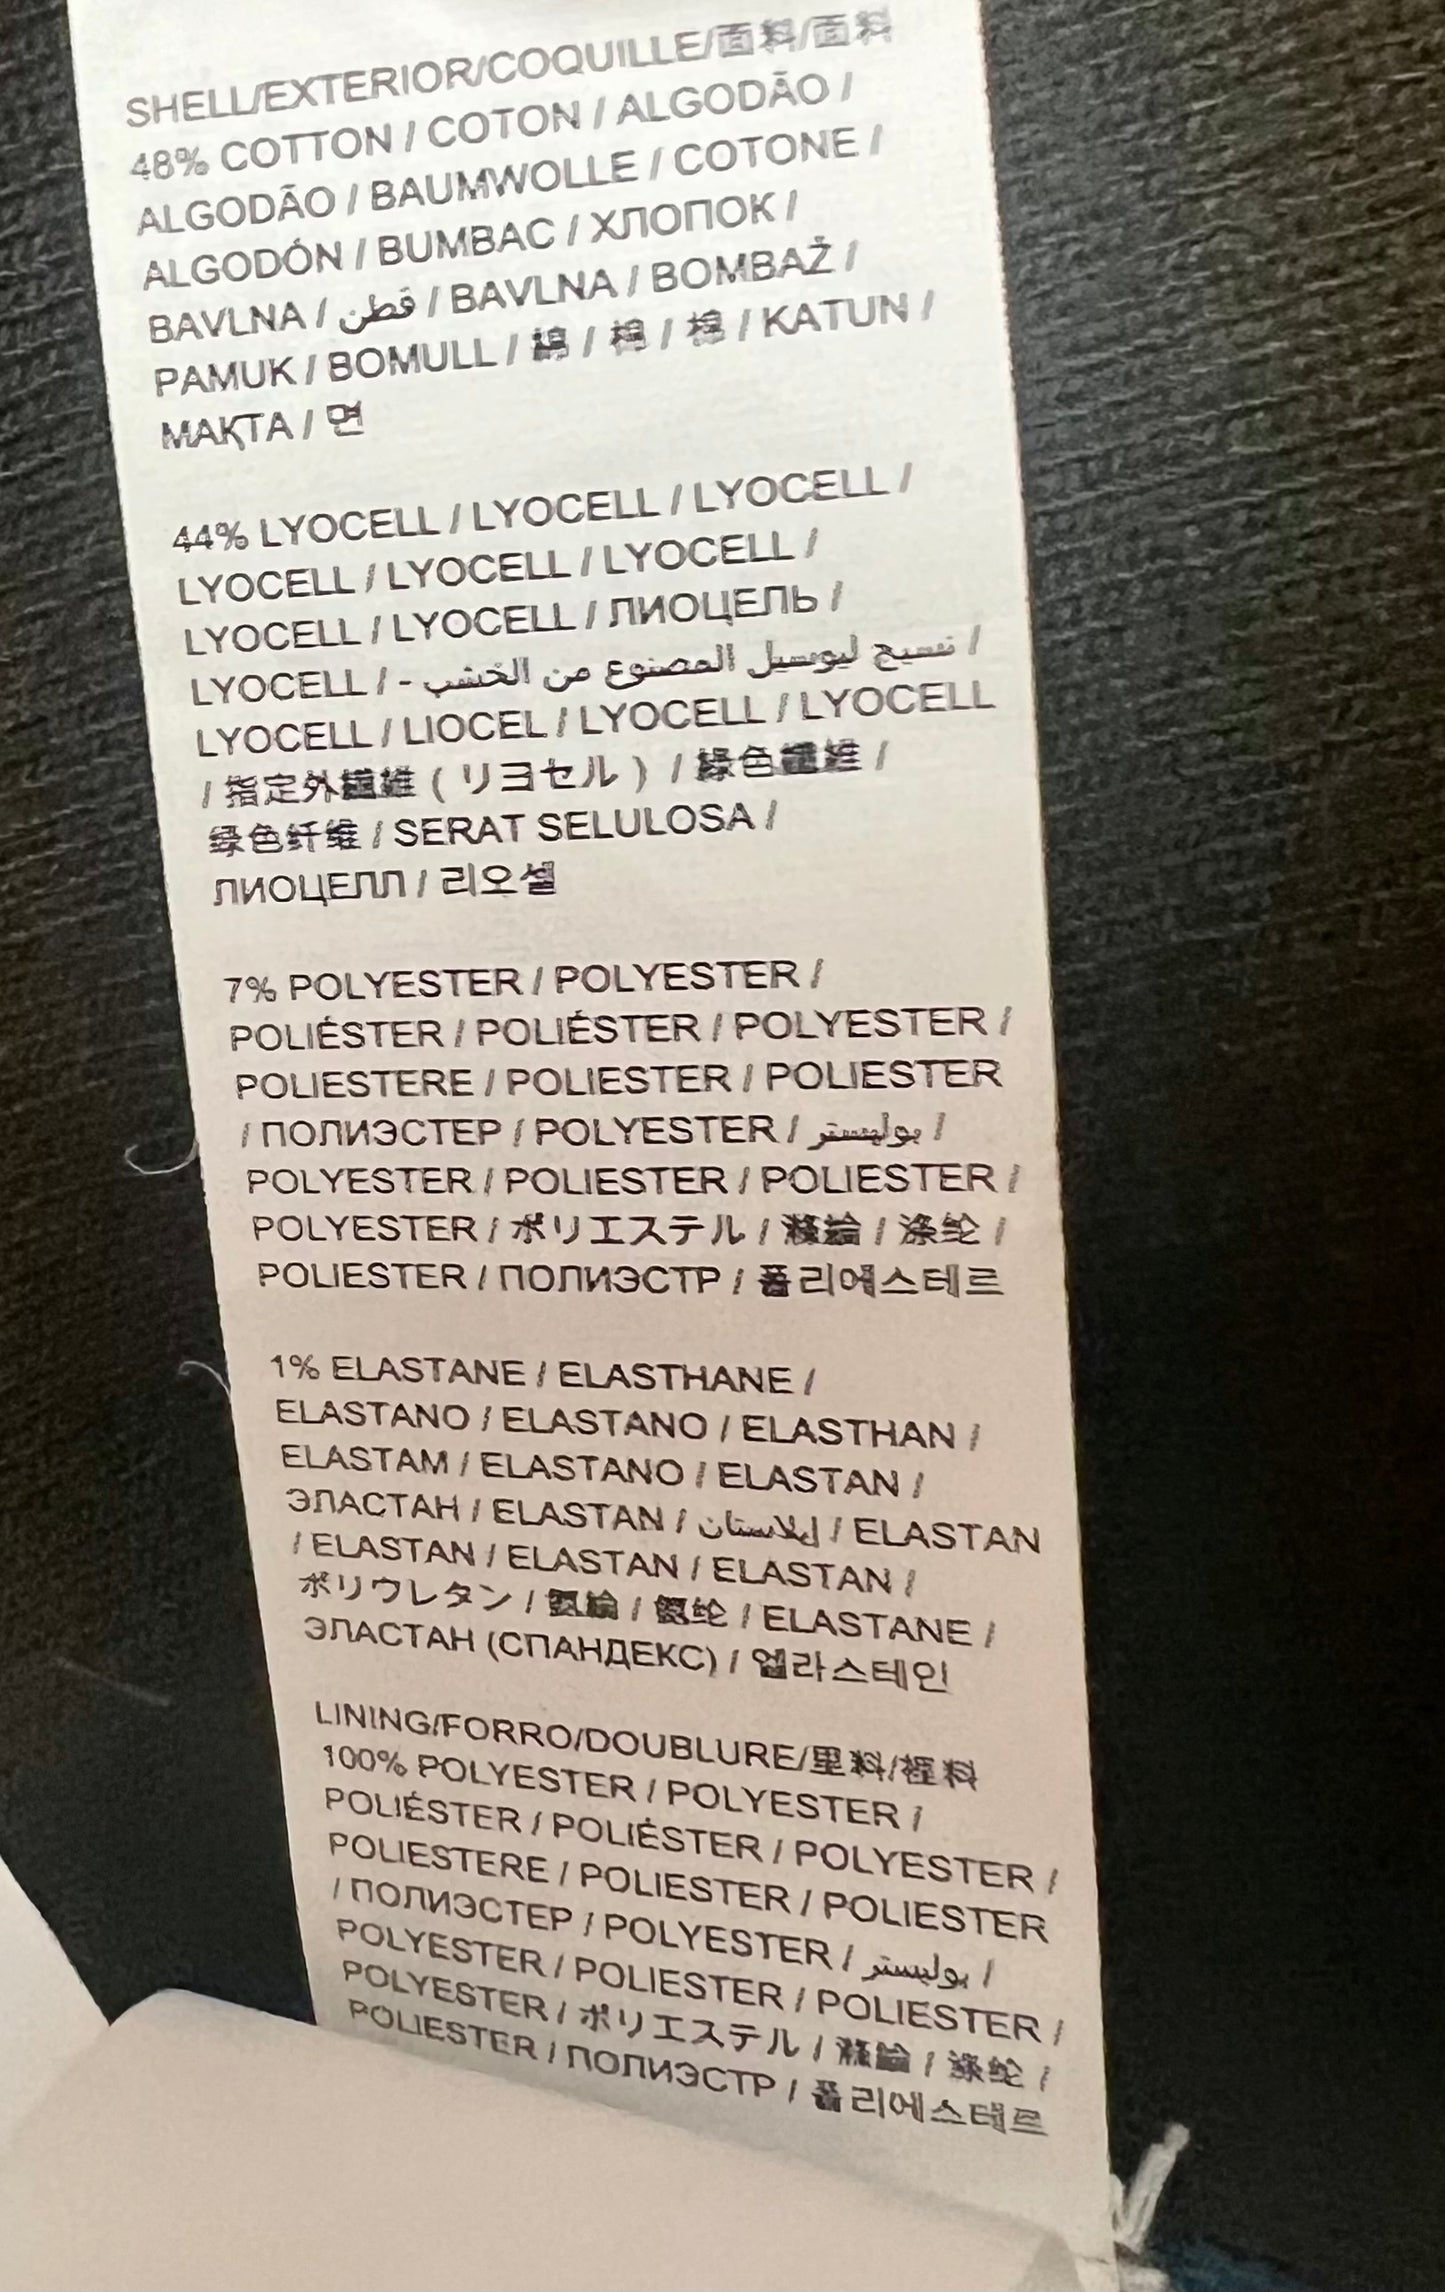 SHELL/EXTERIOR/COQUILLE/面料/面料
48% COTTON / COTON / ALGODÃO /
ALGODÃO / BAUMWOLLE / COTONE /
ALGODÓN / BUMBAC / ХЛОПОК /
BAVLNA / قطن / BAVLNA / BOMBAŽ /
PAMUK / BOMULL / 綿 / 棉 / 棉 / KATUN /
МАҚТА / 면
44% LYOCELL / LYOCELL / LYOCELL /
LYOCELL / LYOCELL / LYOCELL /
LYOCELL / LYOCELL / ЛИОЦЕЛЬ /
LYOCELL / - نسيج ليوسيل المصنوع من الخشب /
LYOCELL / LIOCEL / LYOCELL / LYOCELL
/ 指定外繊維 ( リヨセル ) / 綠色纖維 /
绿色纤维 / SERAT SELULOSA /
ЛИОЦЕЛЛ / 리오셀
7% POLYESTER / POLYESTER /
POLIÉSTER / POLIÉSTER / POLYESTER /
POLIESTERE / POLIESTER / POLIESTER
/ ПОЛИЭСТЕР / POLYESTER / بوليستر /
POLYESTER / POLIESTER / POLIESTER /
POLYESTER / ポリエステル / 滌綸 / 涤纶 /
POLIESTER / ПОЛИЭСТР / 폴리에스테르
1% ELASTANE / ELASTHANE /
ELASTANO / ELASTANO / ELASTHAN /
ELASTAM / ELASTANO / ELASTAN /
ЭЛАСТАН / ELASTAN / إيلاستان / ELASTAN
/ ELASTAN / ELASTAN / ELASTAN /
ポリウレタン / 氨綸 / 氨纶 / ELASTANE /
ЭЛАСТАН (СПАНДЕКС) / 엘라스테인
LINING/FORRO/DOUBLURE/里料/裡料
100% POLYESTER / POLYESTER /
POLIÉSTER / POLIÉSTER / POLYESTER /
POLIESTERE / POLIESTER / POLIESTER
/ ПОЛИЭСТЕР / POLYESTER / بوليستر /
POLYESTER / POLIESTER / POLIESTER /
POLYESTER / ポリエステル / 滌綸 / 涤纶 /
POLIESTER / ПОЛИЭСТР / 폴리에스테르